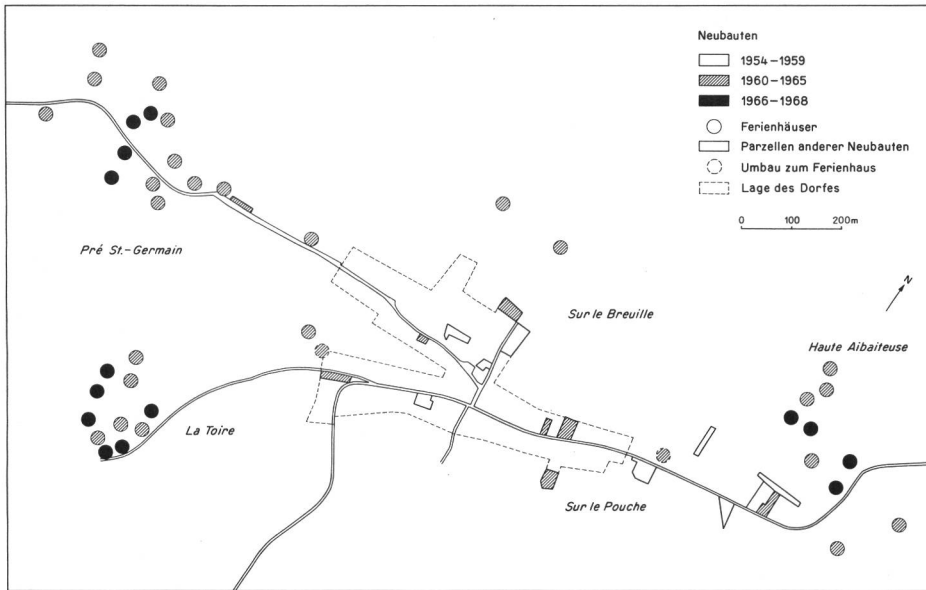 Neubauten
1954–1959
1960–1965
1966–1968
Ferienhäuser
Parzellen anderer Neubauten
Umbau zum Ferienhaus
Lage des Dorfes
0 100 200m
N
Pré St.-Germain
Sur le Breuille
Haute Aibaiteuse
La Toire
Sur le Pouche